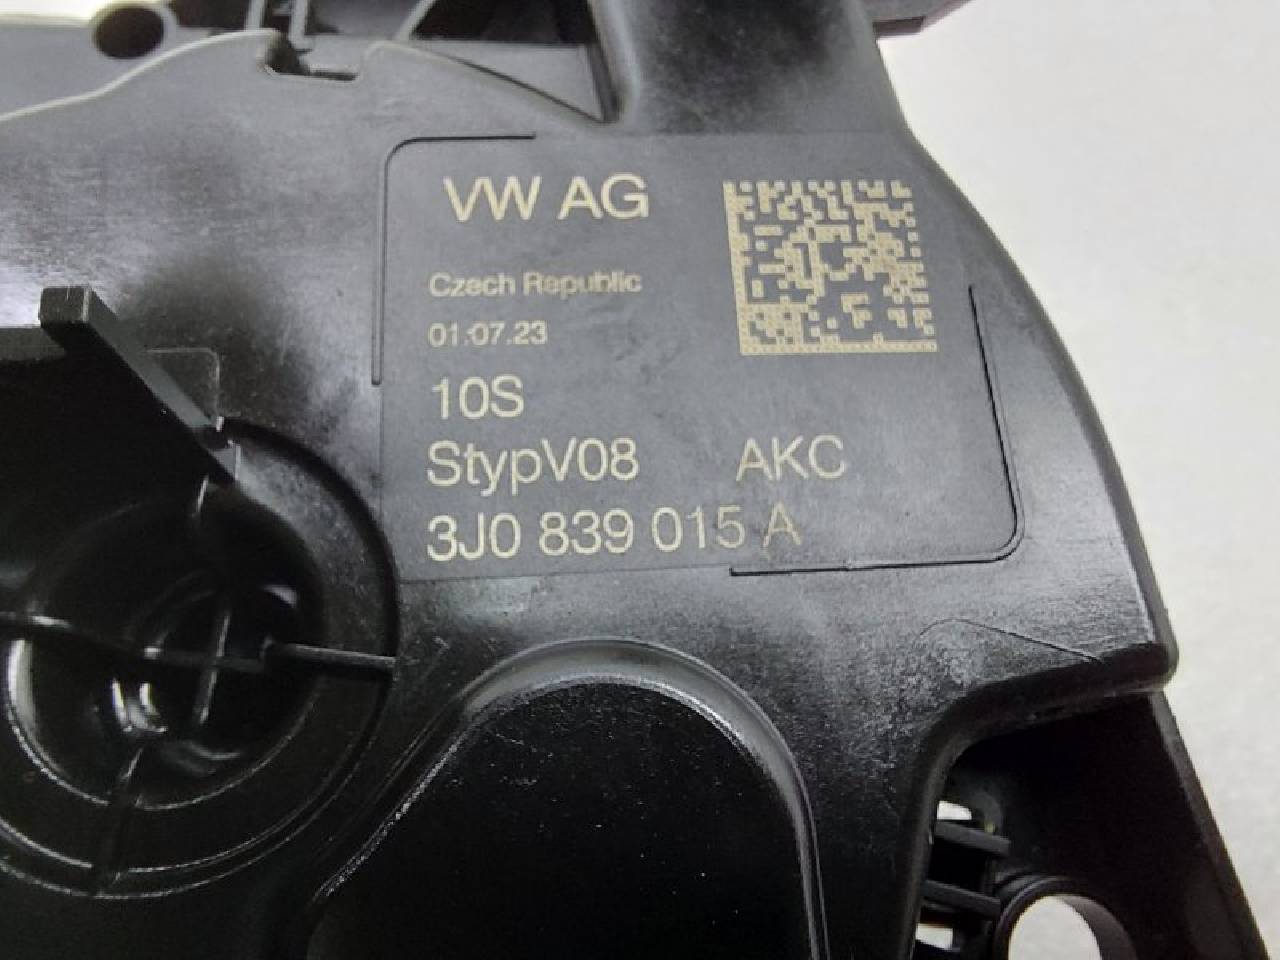 VW AG
Czech Republic
01.07.23
10S
StypV08 AKC
3J0 839 015 A